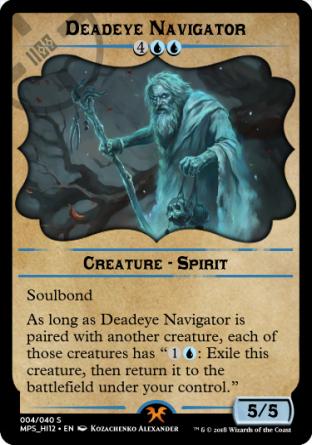 Deadeye Navigator
4
Creature - Spirit
Soulbond
As long as Deadeye Navigator is
paired with another creature, each of
those creatures has “1 : Exile this
creature, then return it to the
battlefield under your control.”
5/5
004/040 S
MPS_HI12 • EN Kozachenko Alexander
™ & © 2018 Wizards of the Coast